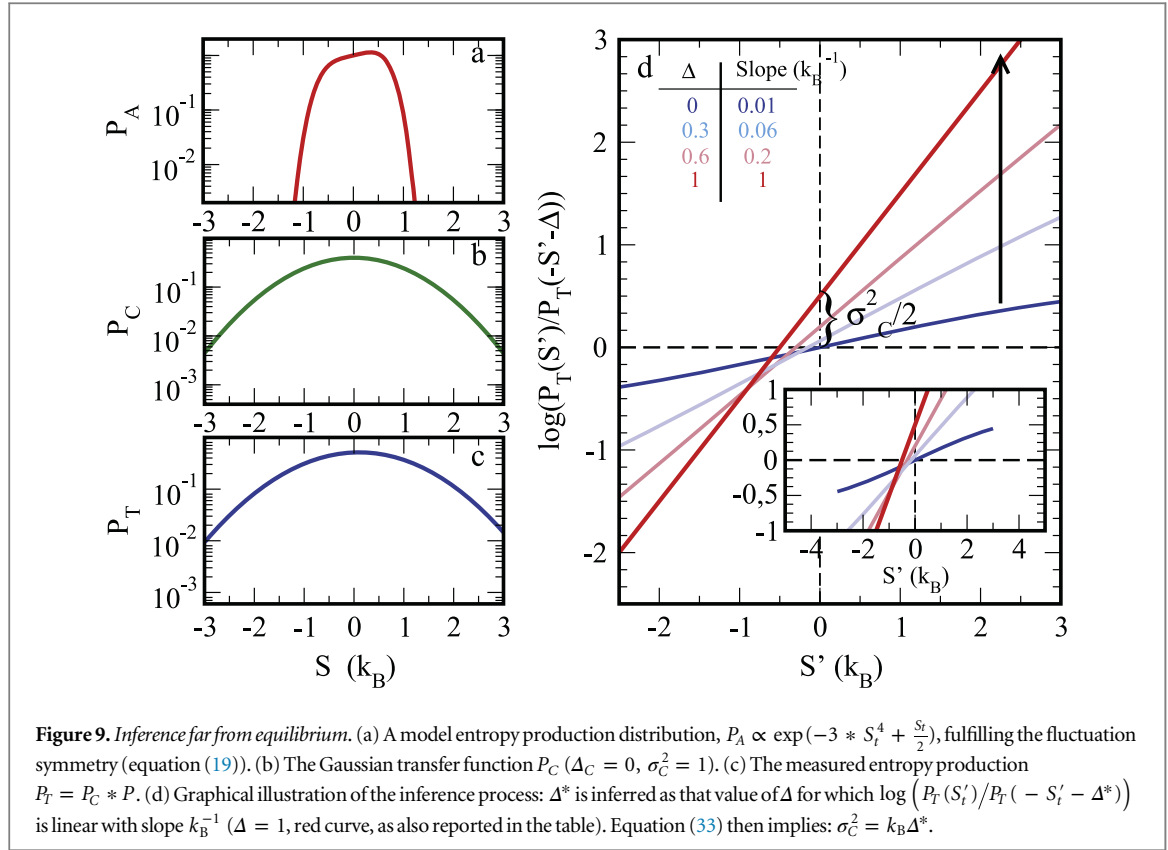 a
P_A
10^-1
10^-2
-3 -2 -1 0 1 2 3
b
P_C
10^-1
10^-2
10^-3
-3 -2 -1 0 1 2 3
c
P_T
10^-1
10^-2
10^-3
-3 -2 -1 0 1 2 3
S (k_B)
d
Δ Slope (k_B^-1)
0 0.01
0.3 0.06
0.6 0.2
1 1
log(P_T(S')/P_T(-S'-Δ))
3
2
1
0
-1
-2
} σ²_C/2
1
0,5
0
-0,5
-1
-4 -2 0 2 4
S' (k_B)
-2 -1 0 1 2 3
S' (k_B)
Figure 9. Inference far from equilibrium. (a) A model entropy production distribution, P_A ∝ exp(−3 * S_t^4 + S_t/2), fulfilling the fluctuation
symmetry (equation (19)). (b) The Gaussian transfer function P_C (Δ_C = 0, σ_C^2 = 1). (c) The measured entropy production
P_T = P_C * P. (d) Graphical illustration of the inference process: Δ* is inferred as that value of Δ for which log (P_T(S_t′)/P_T( − S_t′ − Δ*))
is linear with slope k_B^−1 (Δ = 1, red curve, as also reported in the table). Equation (33) then implies: σ_C^2 = k_BΔ*.